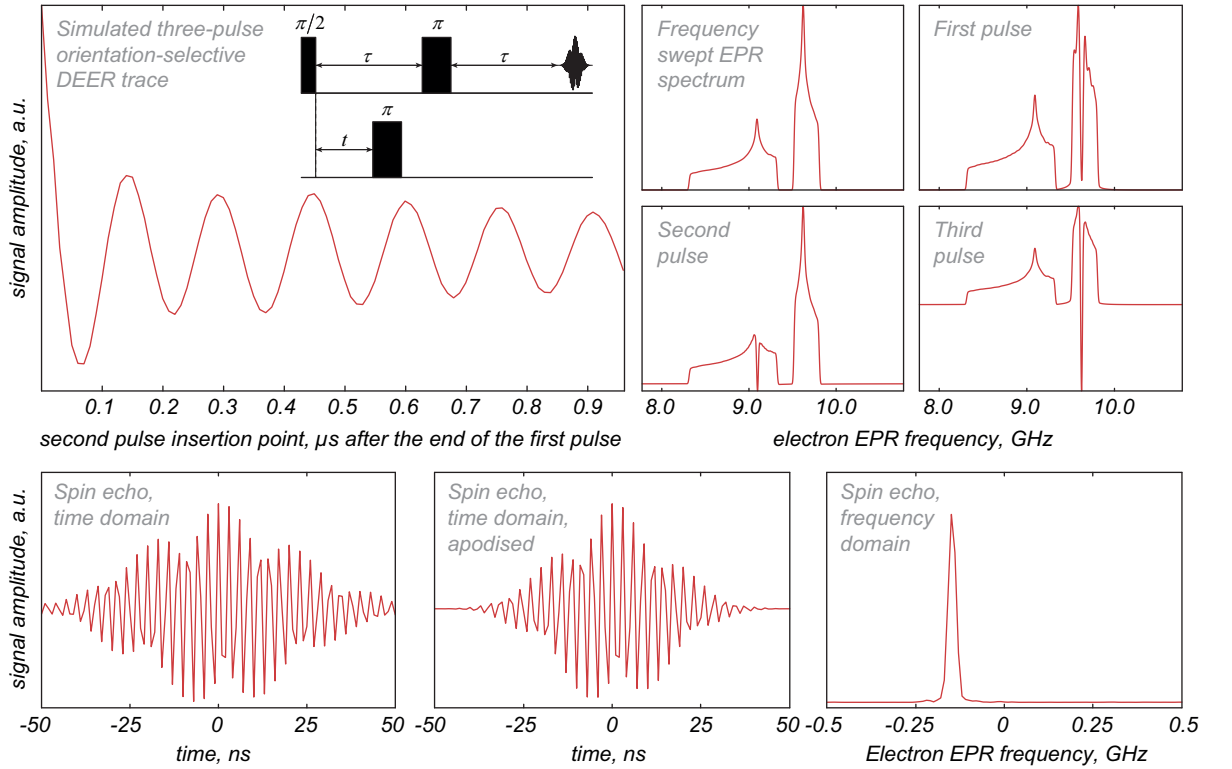 Simulated three-pulse
orientation-selective
DEER trace
π/2
π
τ
τ
π
t
signal amplitude, a.u.
0.1 0.2 0.3 0.4 0.5 0.6 0.7 0.8 0.9
second pulse insertion point, μs after the end of the first pulse
Frequency
swept EPR
spectrum
First pulse
Second
pulse
Third
pulse
8.0 9.0 10.0
8.0 9.0 10.0
electron EPR frequency, GHz
signal amplitude, a.u.
Spin echo,
time domain
-50 -25 0 25 50
time, ns
Spin echo,
time domain,
apodised
-50 -25 0 25 50
time, ns
Spin echo,
frequency
domain
-0.5 -0.25 0 0.25 0.5
Electron EPR frequency, GHz